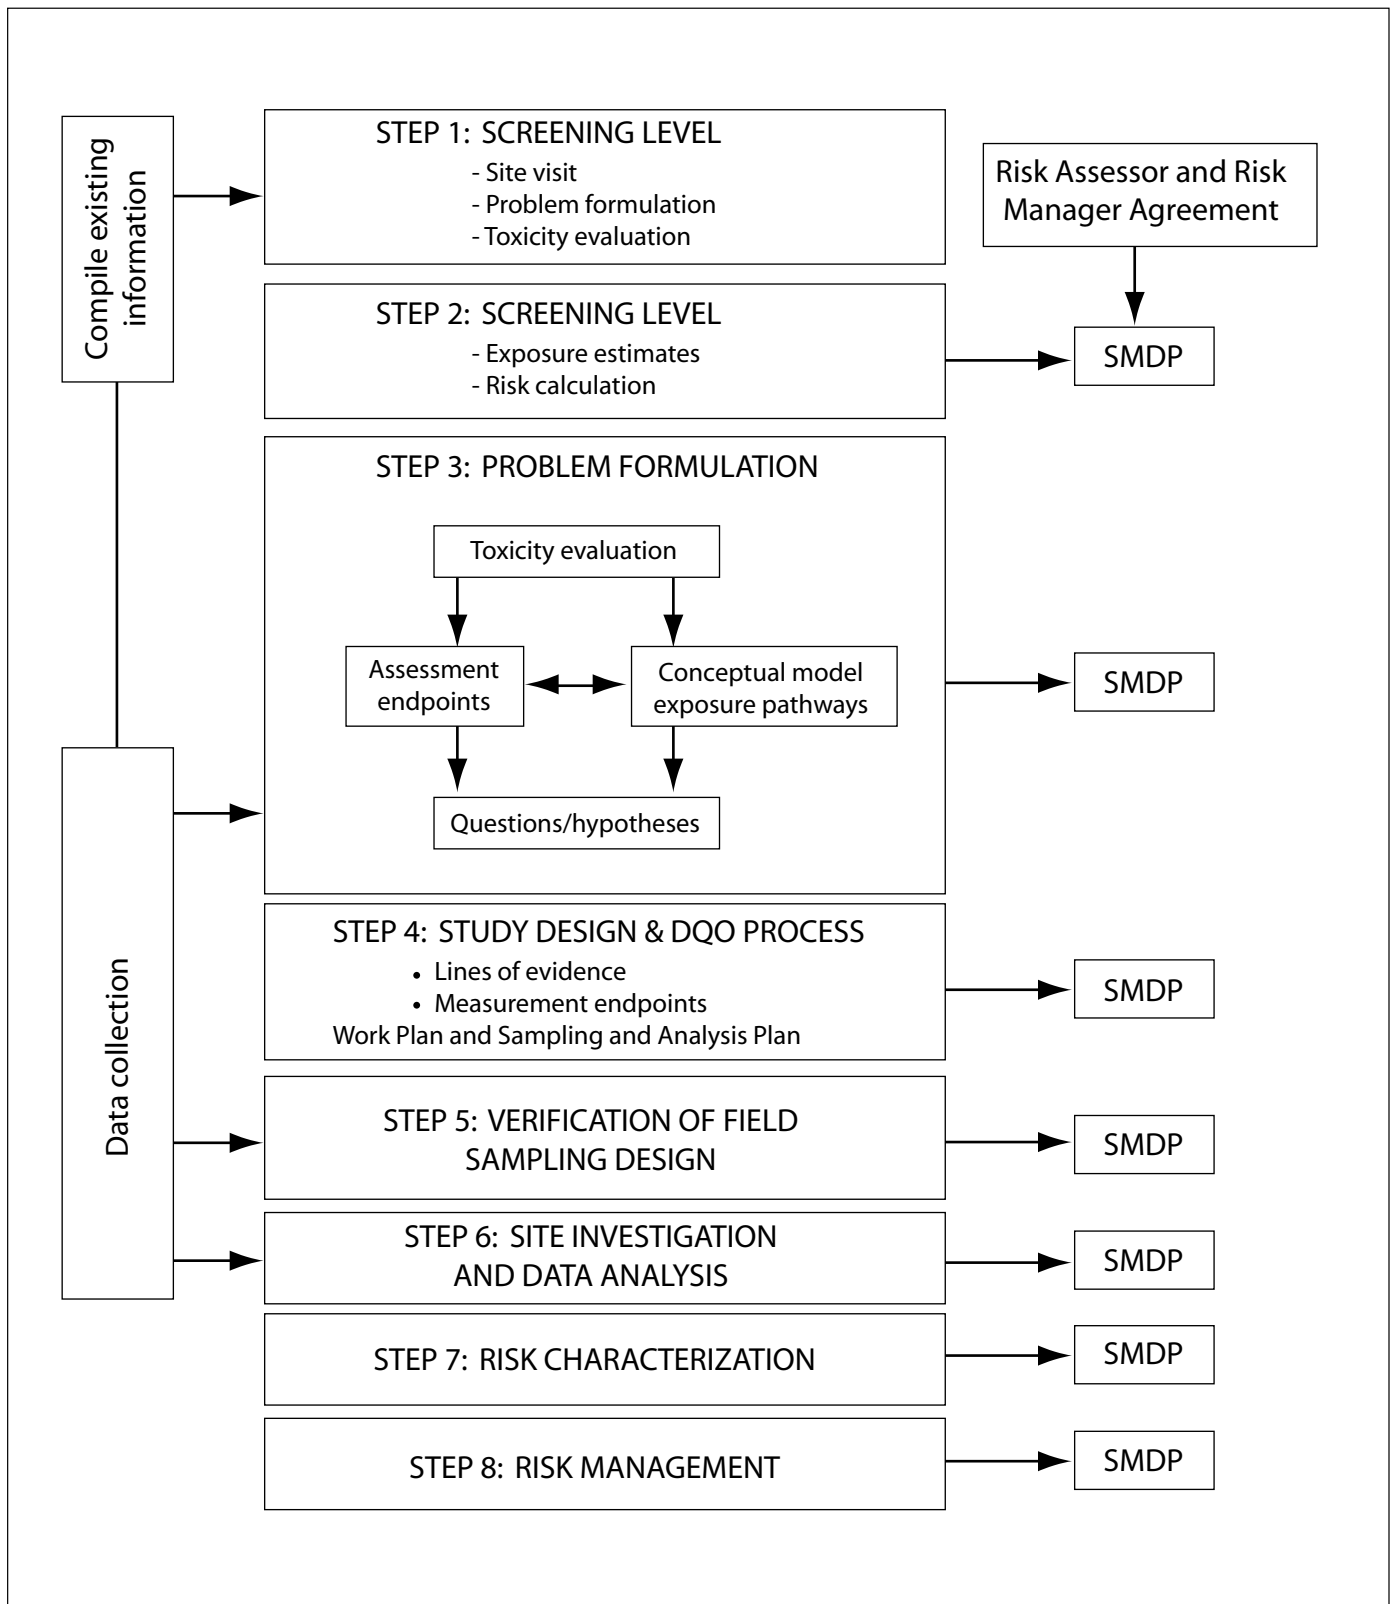 Compile existing
information
STEP 1: SCREENING LEVEL
- Site visit
- Problem formulation
- Toxicity evaluation
Risk Assessor and Risk
Manager Agreement
STEP 2: SCREENING LEVEL
- Exposure estimates
- Risk calculation
SMDP
STEP 3: PROBLEM FORMULATION
Toxicity evaluation
Assessment
endpoints
Conceptual model
exposure pathways
Questions/hypotheses
SMDP
Data collection
STEP 4: STUDY DESIGN & DQO PROCESS
• Lines of evidence
• Measurement endpoints
Work Plan and Sampling and Analysis Plan
SMDP
STEP 5: VERIFICATION OF FIELD
SAMPLING DESIGN
SMDP
STEP 6: SITE INVESTIGATION
AND DATA ANALYSIS
SMDP
STEP 7: RISK CHARACTERIZATION
SMDP
STEP 8: RISK MANAGEMENT
SMDP